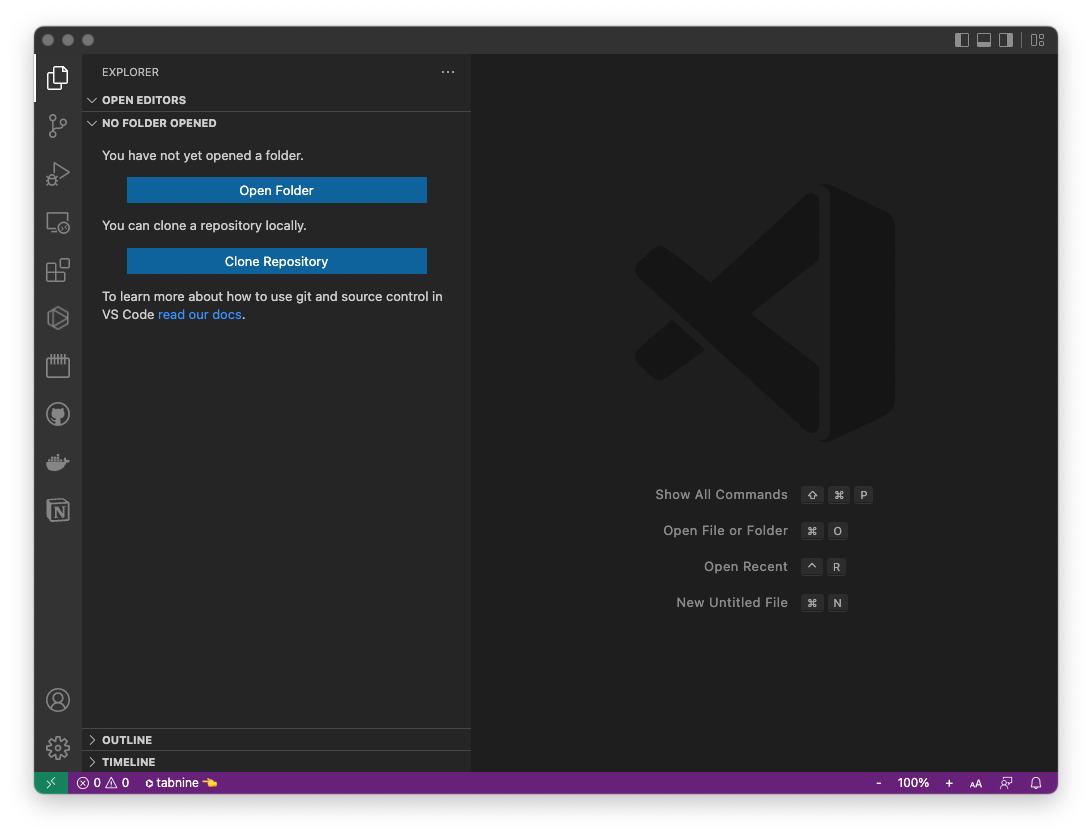 EXPLORER
OPEN EDITORS
NO FOLDER OPENED
You have not yet opened a folder.
Open Folder
You can clone a repository locally.
Clone Repository
To learn more about how to use git and source control in
VS Code read our docs.
Show All Commands ⇧ ⌘ P
Open File or Folder ⌘ O
Open Recent ^ R
New Untitled File ⌘ N
OUTLINE
TIMELINE
0 0 tabnine 👈 - 100% + AA